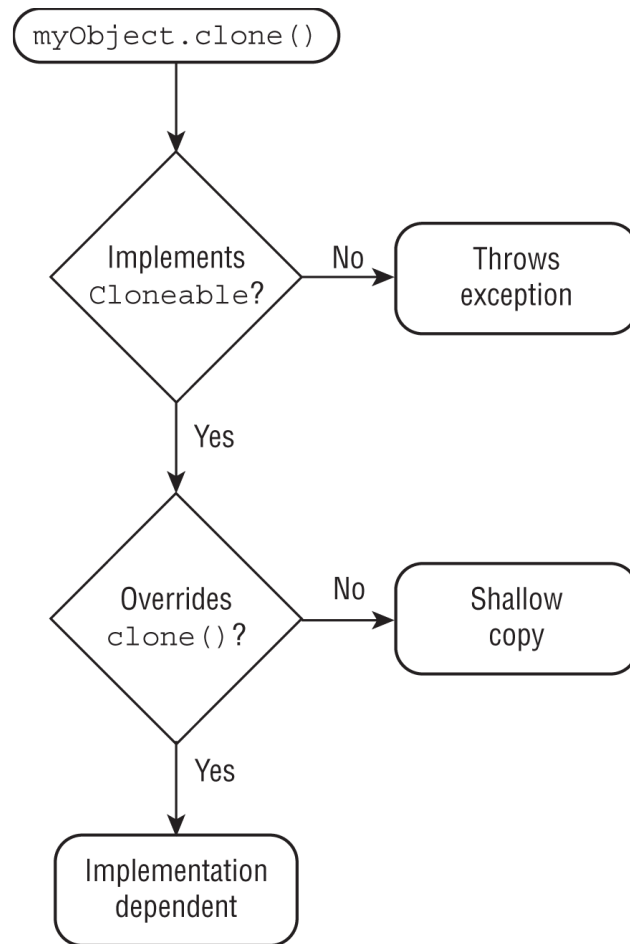 myObject.clone()
Implements
Cloneable?
No
Throws
exception
Yes
Overrides
clone()?
No
Shallow
copy
Yes
Implementation
dependent